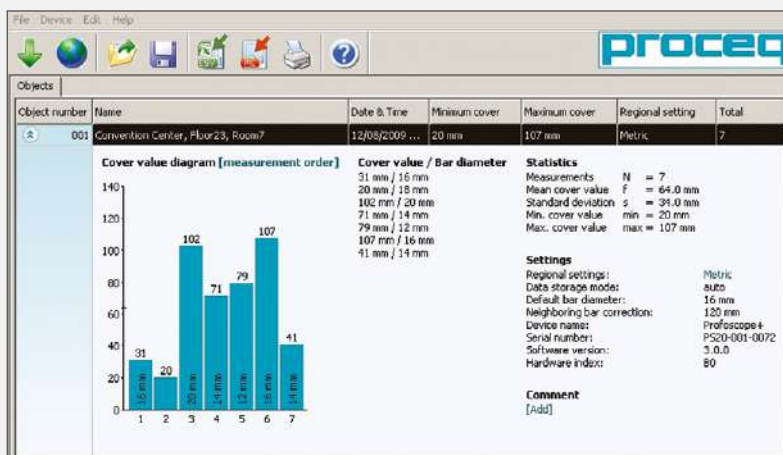 File Device Edit Help
proceq
Objects
Object number Name Date & Time Minimum cover Maximum cover Regional setting Total
001 Convention Center, Floor23, Room7 12/08/2009 ... 20 mm 107 mm Metric 7
Cover value diagram [measurement order]
140
120
100
80
60
40
20
0
31
20
102
71
79
107
41
16 mm
20 mm
14 mm
12 mm
16 mm
14 mm
1 2 3 4 5 6 7
Cover value / Bar diameter
31 mm / 16 mm
20 mm / 18 mm
102 mm / 20 mm
71 mm / 14 mm
79 mm / 12 mm
107 mm / 16 mm
41 mm / 14 mm
Statistics
Measurements N = 7
Mean cover value f = 64.0 mm
Standard deviation s = 34.0 mm
Min. cover value min = 20 mm
Max. cover value max = 107 mm
Settings
Regional settings: Metric
Data storage mode: auto
Default bar diameter: 16 mm
Neighboring bar correction: 120 mm
Device name: Profoscope+
Serial number: PS20-001-0072
Software version: 3.0.0
Hardware index: B0
Comment
[Add]